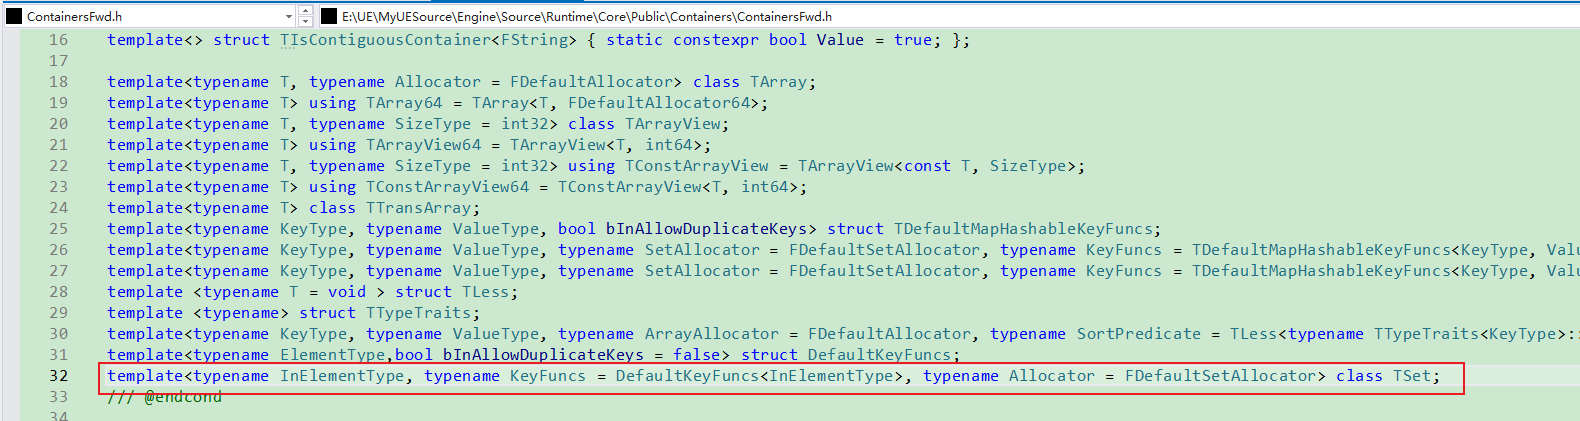 ContainersFwd.h
E:\UE\MyUESource\Engine\Source\Runtime\Core\Public\Containers\ContainersFwd.h
16 template<> struct TIsContiguousContainer<FString> { static constexpr bool Value = true; };
17
18 template<typename T, typename Allocator = FDefaultAllocator> class TArray;
19 template<typename T> using TArray64 = TArray<T, FDefaultAllocator64>;
20 template<typename T, typename SizeType = int32> class TArrayView;
21 template<typename T> using TArrayView64 = TArrayView<T, int64>;
22 template<typename T, typename SizeType = int32> using TConstArrayView = TArrayView<const T, SizeType>;
23 template<typename T> using TConstArrayView64 = TConstArrayView<T, int64>;
24 template<typename T> class TTransArray;
25 template<typename KeyType, typename ValueType, bool bInAllowDuplicateKeys> struct TDefaultMapHashableKeyFuncs;
26 template<typename KeyType, typename ValueType, typename SetAllocator = FDefaultSetAllocator, typename KeyFuncs = TDefaultMapHashableKeyFuncs<KeyType, Valu
27 template<typename KeyType, typename ValueType, typename SetAllocator = FDefaultSetAllocator, typename KeyFuncs = TDefaultMapHashableKeyFuncs<KeyType, Valu
28 template <typename T = void > struct TLess;
29 template <typename> struct TTypeTraits;
30 template<typename KeyType, typename ValueType, typename ArrayAllocator = FDefaultAllocator, typename SortPredicate = TLess<typename TTypeTraits<KeyType>::
31 template<typename ElementType,bool bInAllowDuplicateKeys = false> struct DefaultKeyFuncs;
32 template<typename InElementType, typename KeyFuncs = DefaultKeyFuncs<InElementType>, typename Allocator = FDefaultSetAllocator> class TSet;
33 /// @endcond
34